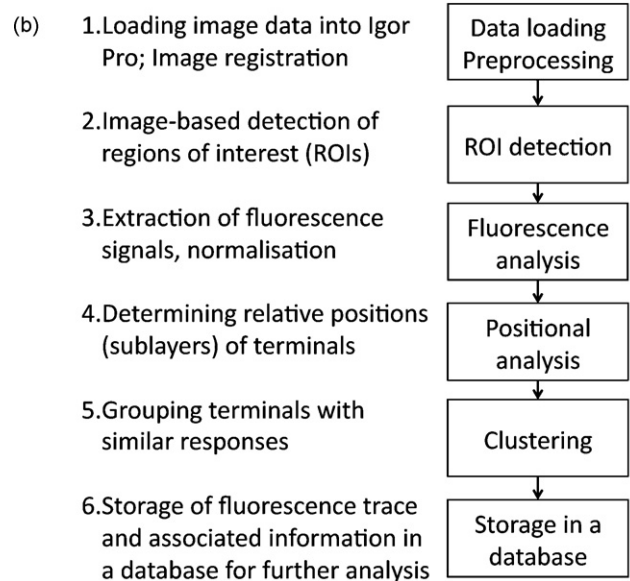 (b)
1.Loading image data into Igor
Pro; Image registration
Data loading
Preprocessing
2.Image-based detection of
regions of interest (ROIs)
ROI detection
3.Extraction of fluorescence
signals, normalisation
Fluorescence
analysis
4.Determining relative positions
(sublayers) of terminals
Positional
analysis
5.Grouping terminals with
similar responses
Clustering
6.Storage of fluorescence trace
and associated information in
a database for further analysis
Storage in a
database